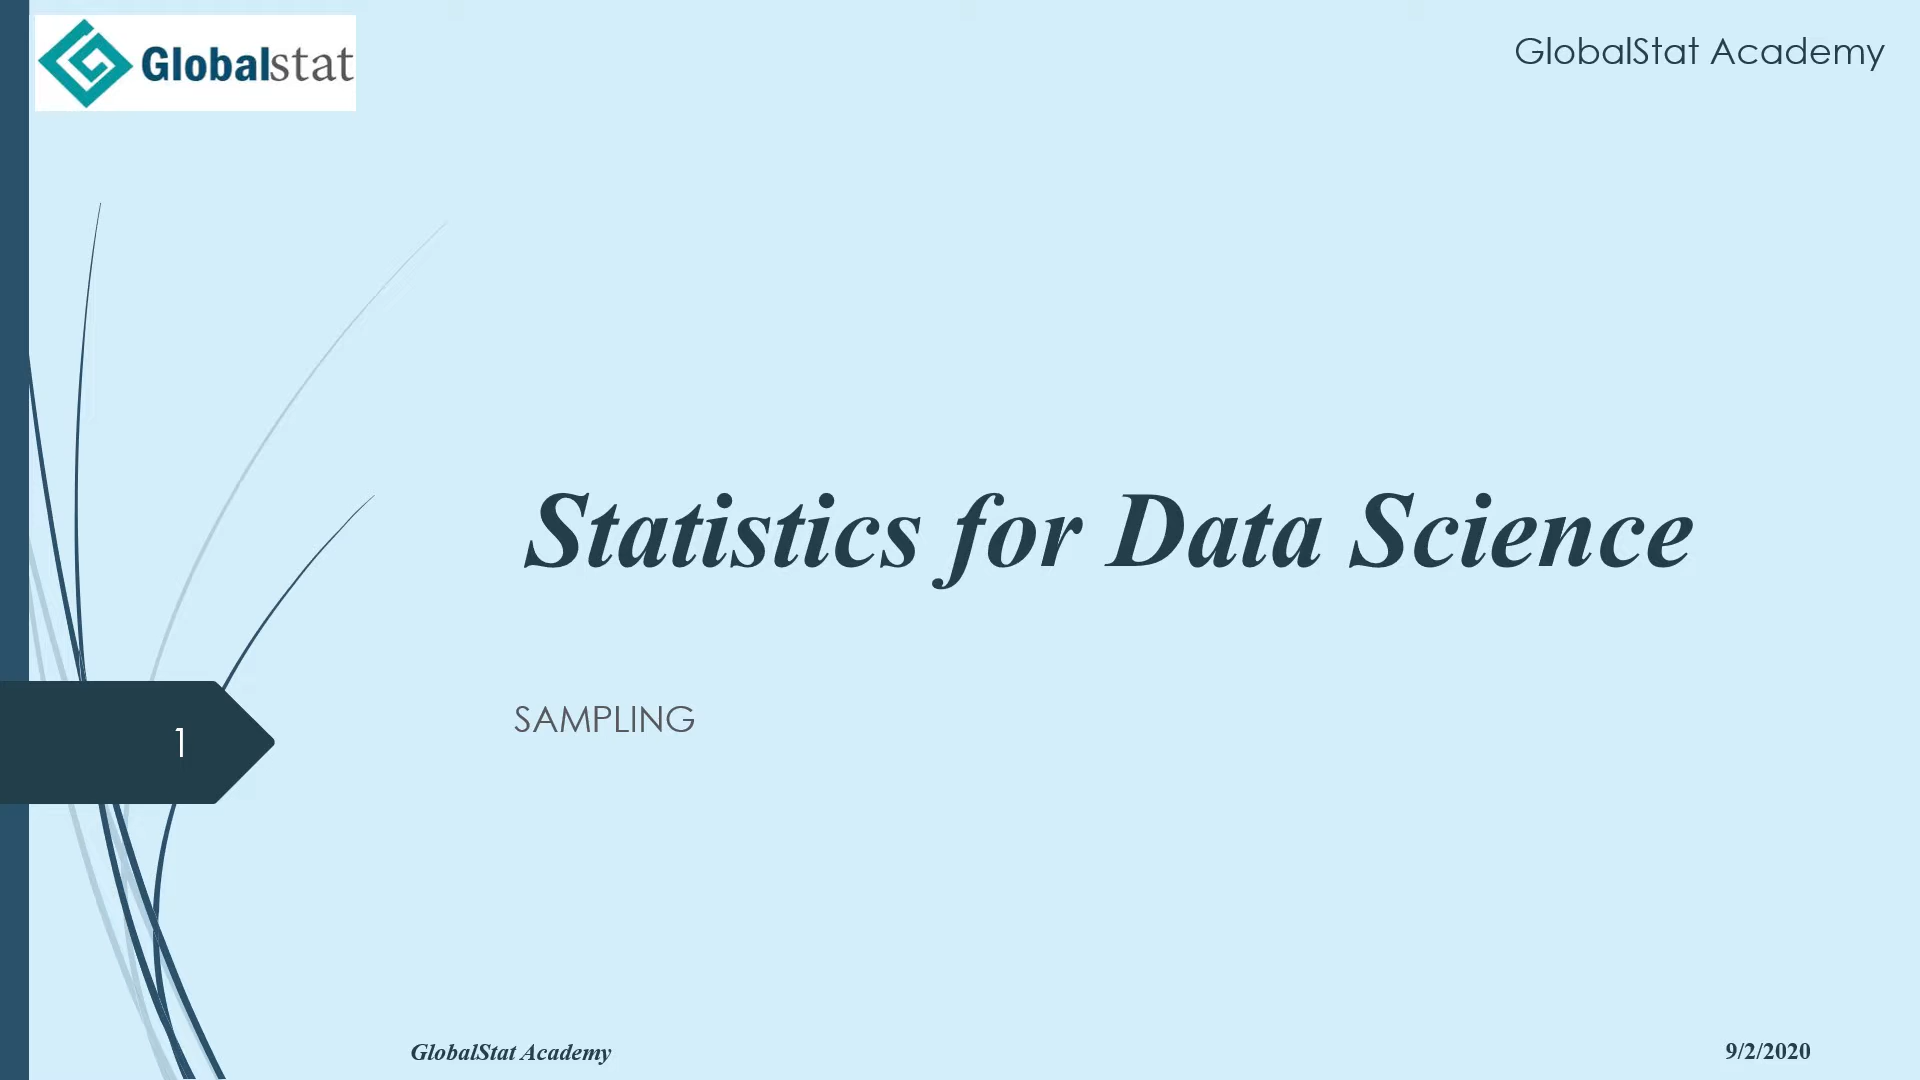 Globalstat
GlobalStat Academy
Statistics for Data Science
SAMPLING
1
GlobalStat Academy
9/2/2020